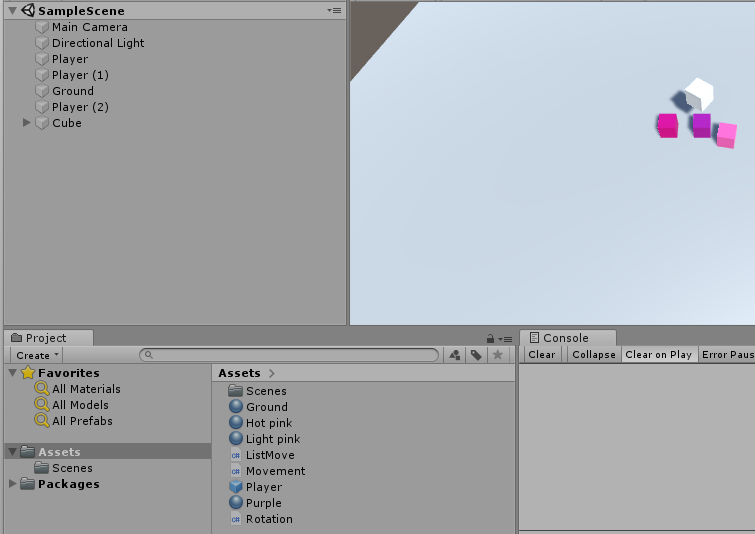 SampleScene
Main Camera
Directional Light
Player
Player (1)
Ground
Player (2)
Cube
Project
Create
Favorites
All Materials
All Models
All Prefabs
Assets
Scenes
Packages
Assets
Scenes
Ground
Hot pink
Light pink
ListMove
Movement
Player
Purple
Rotation
Console
Clear Collapse Clear on Play Error Paus